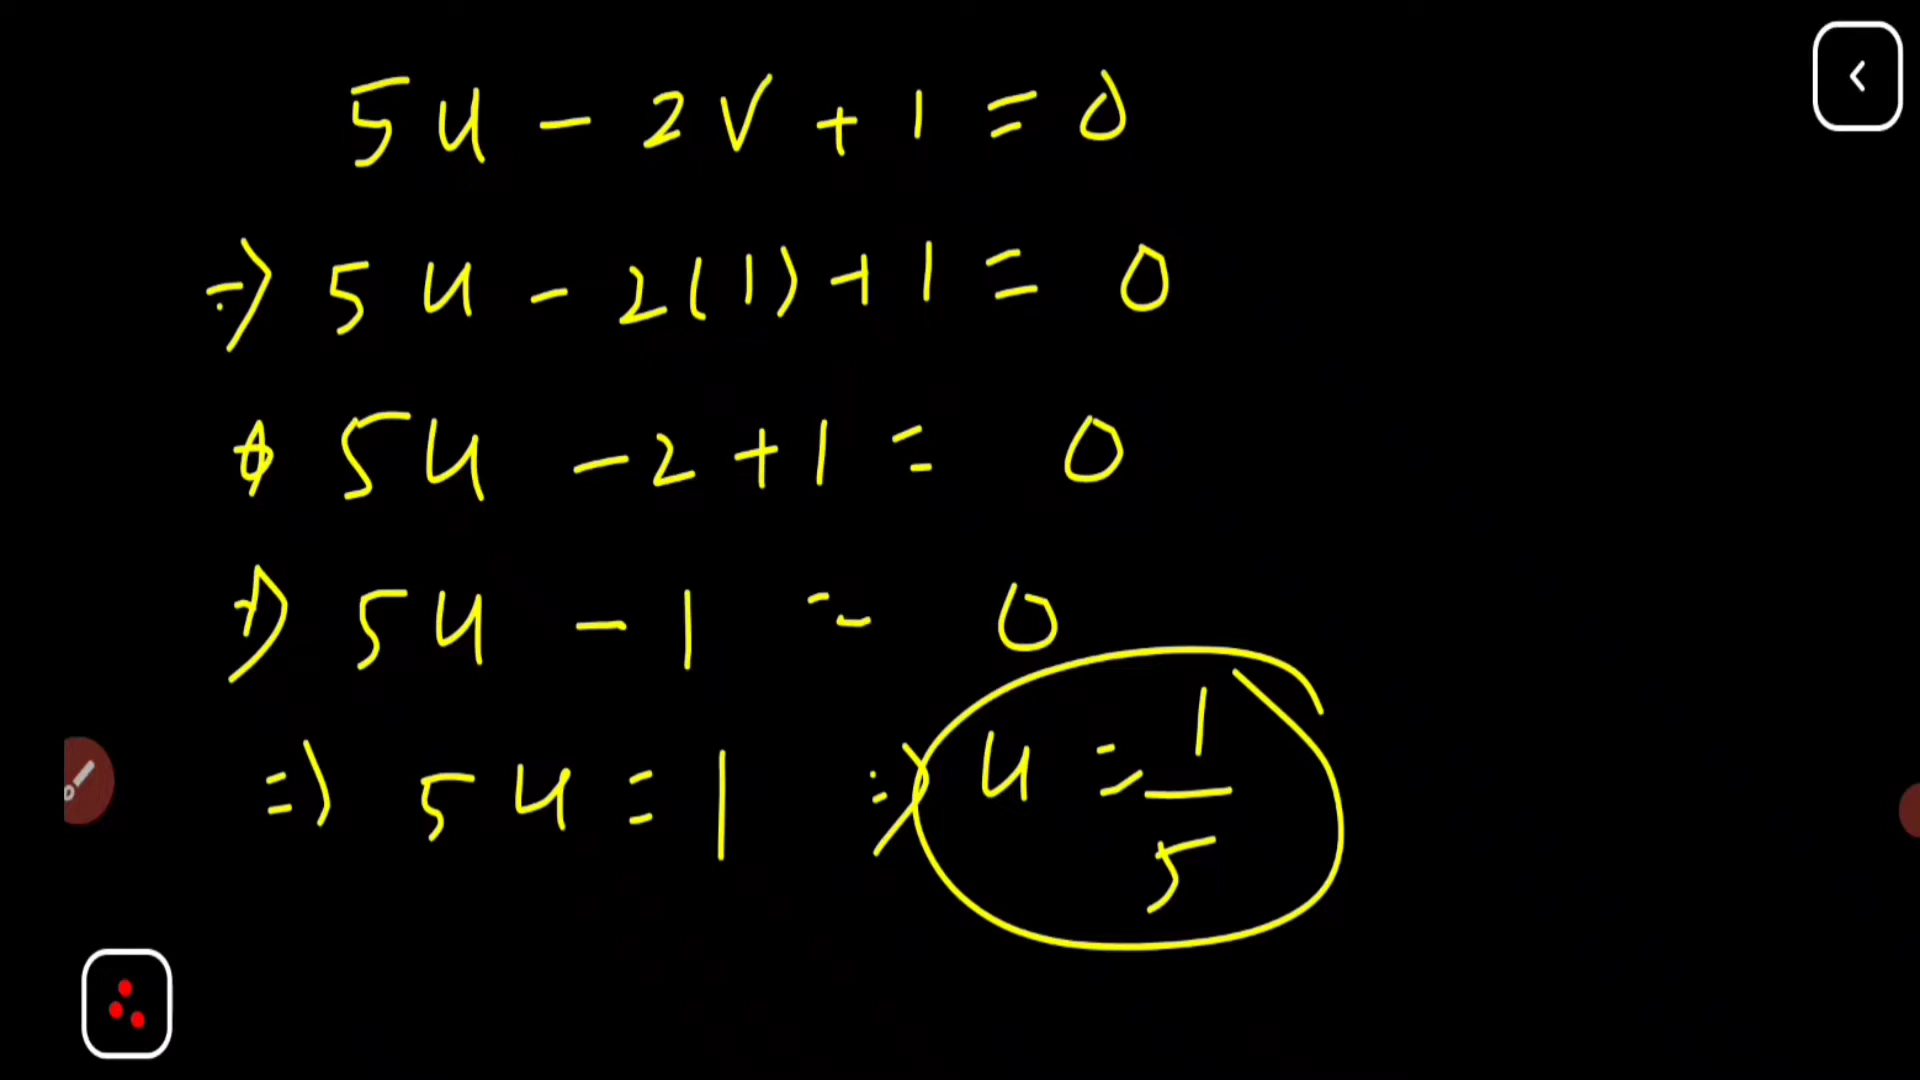 5u - 2v + 1 = 0
⇒ 5u - 2(1) + 1 = 0
⇒ 5u - 2 + 1 = 0
⇒ 5u - 1 = 0
⇒ 5u = 1 ⇒ u = 1/5